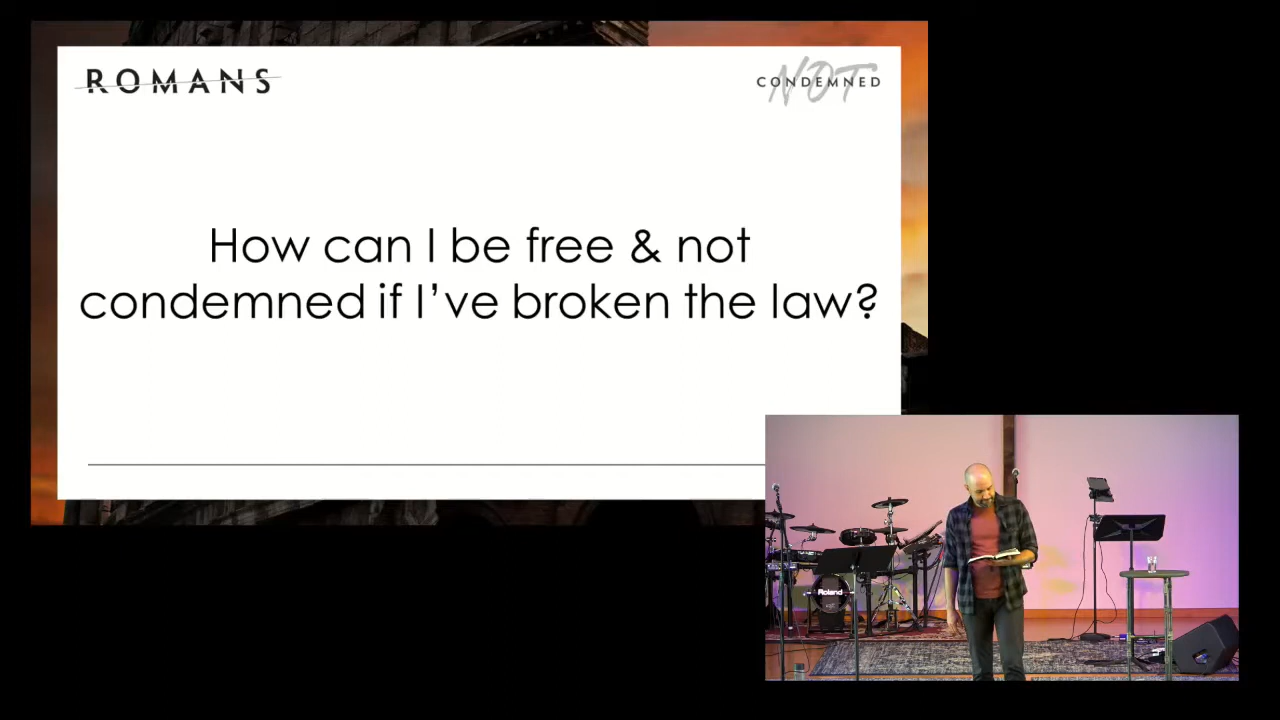 ROMANS
NOT
CONDEMNED
How can I be free & not
condemned if I've broken the law?
Roland